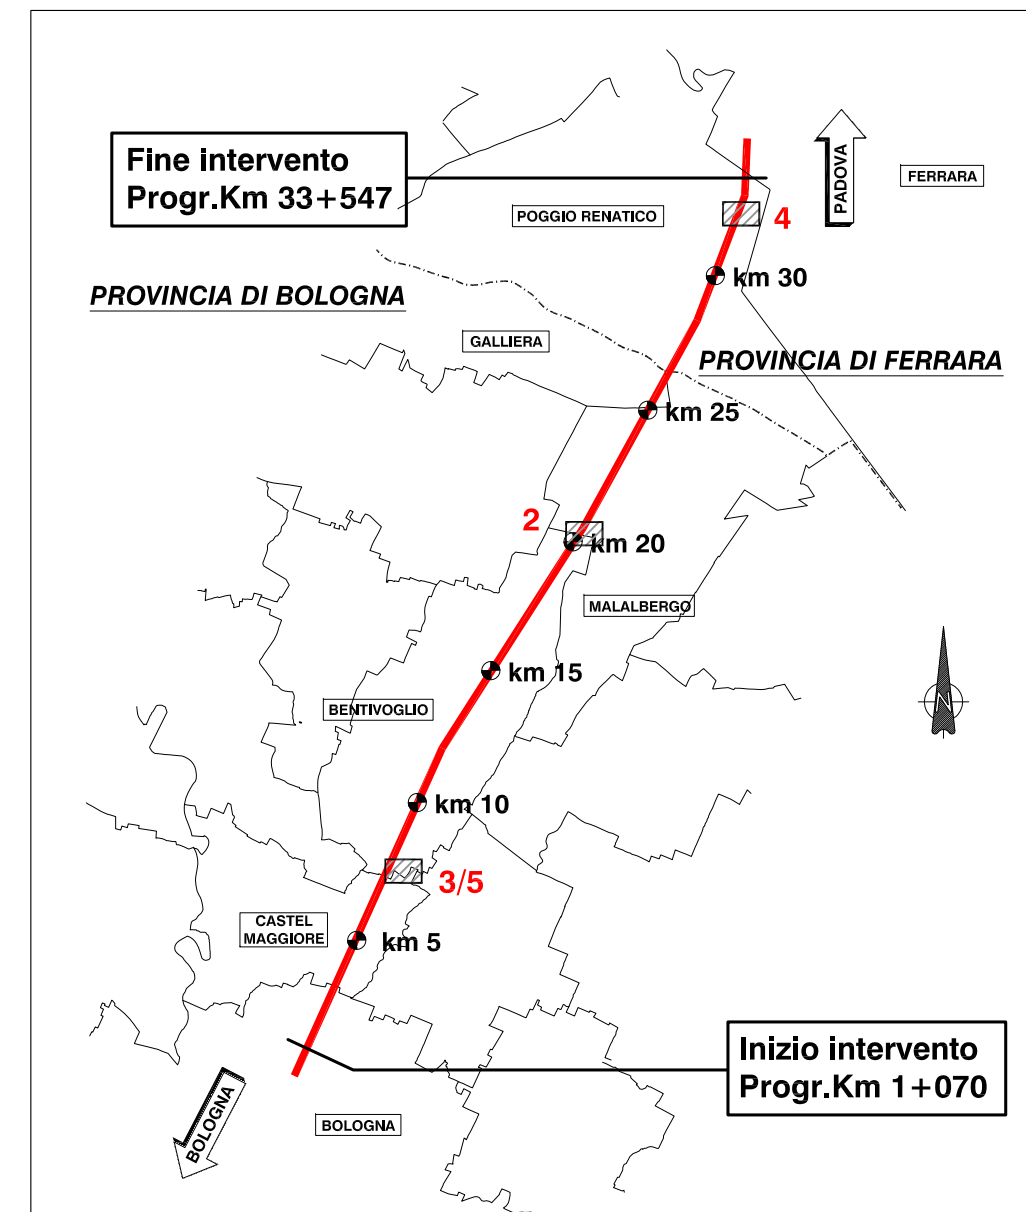 Fine intervento
Progr.Km 33+547
PADOVA
FERRARA
POGGIO RENATICO
4
km 30
PROVINCIA DI BOLOGNA
GALLIERA
PROVINCIA DI FERRARA
km 25
2
km 20
MALALBERGO
km 15
BENTIVOGLIO
N
km 10
3/5
CASTEL
MAGGIORE
km 5
Inizio intervento
Progr.Km 1+070
BOLOGNA
BOLOGNA